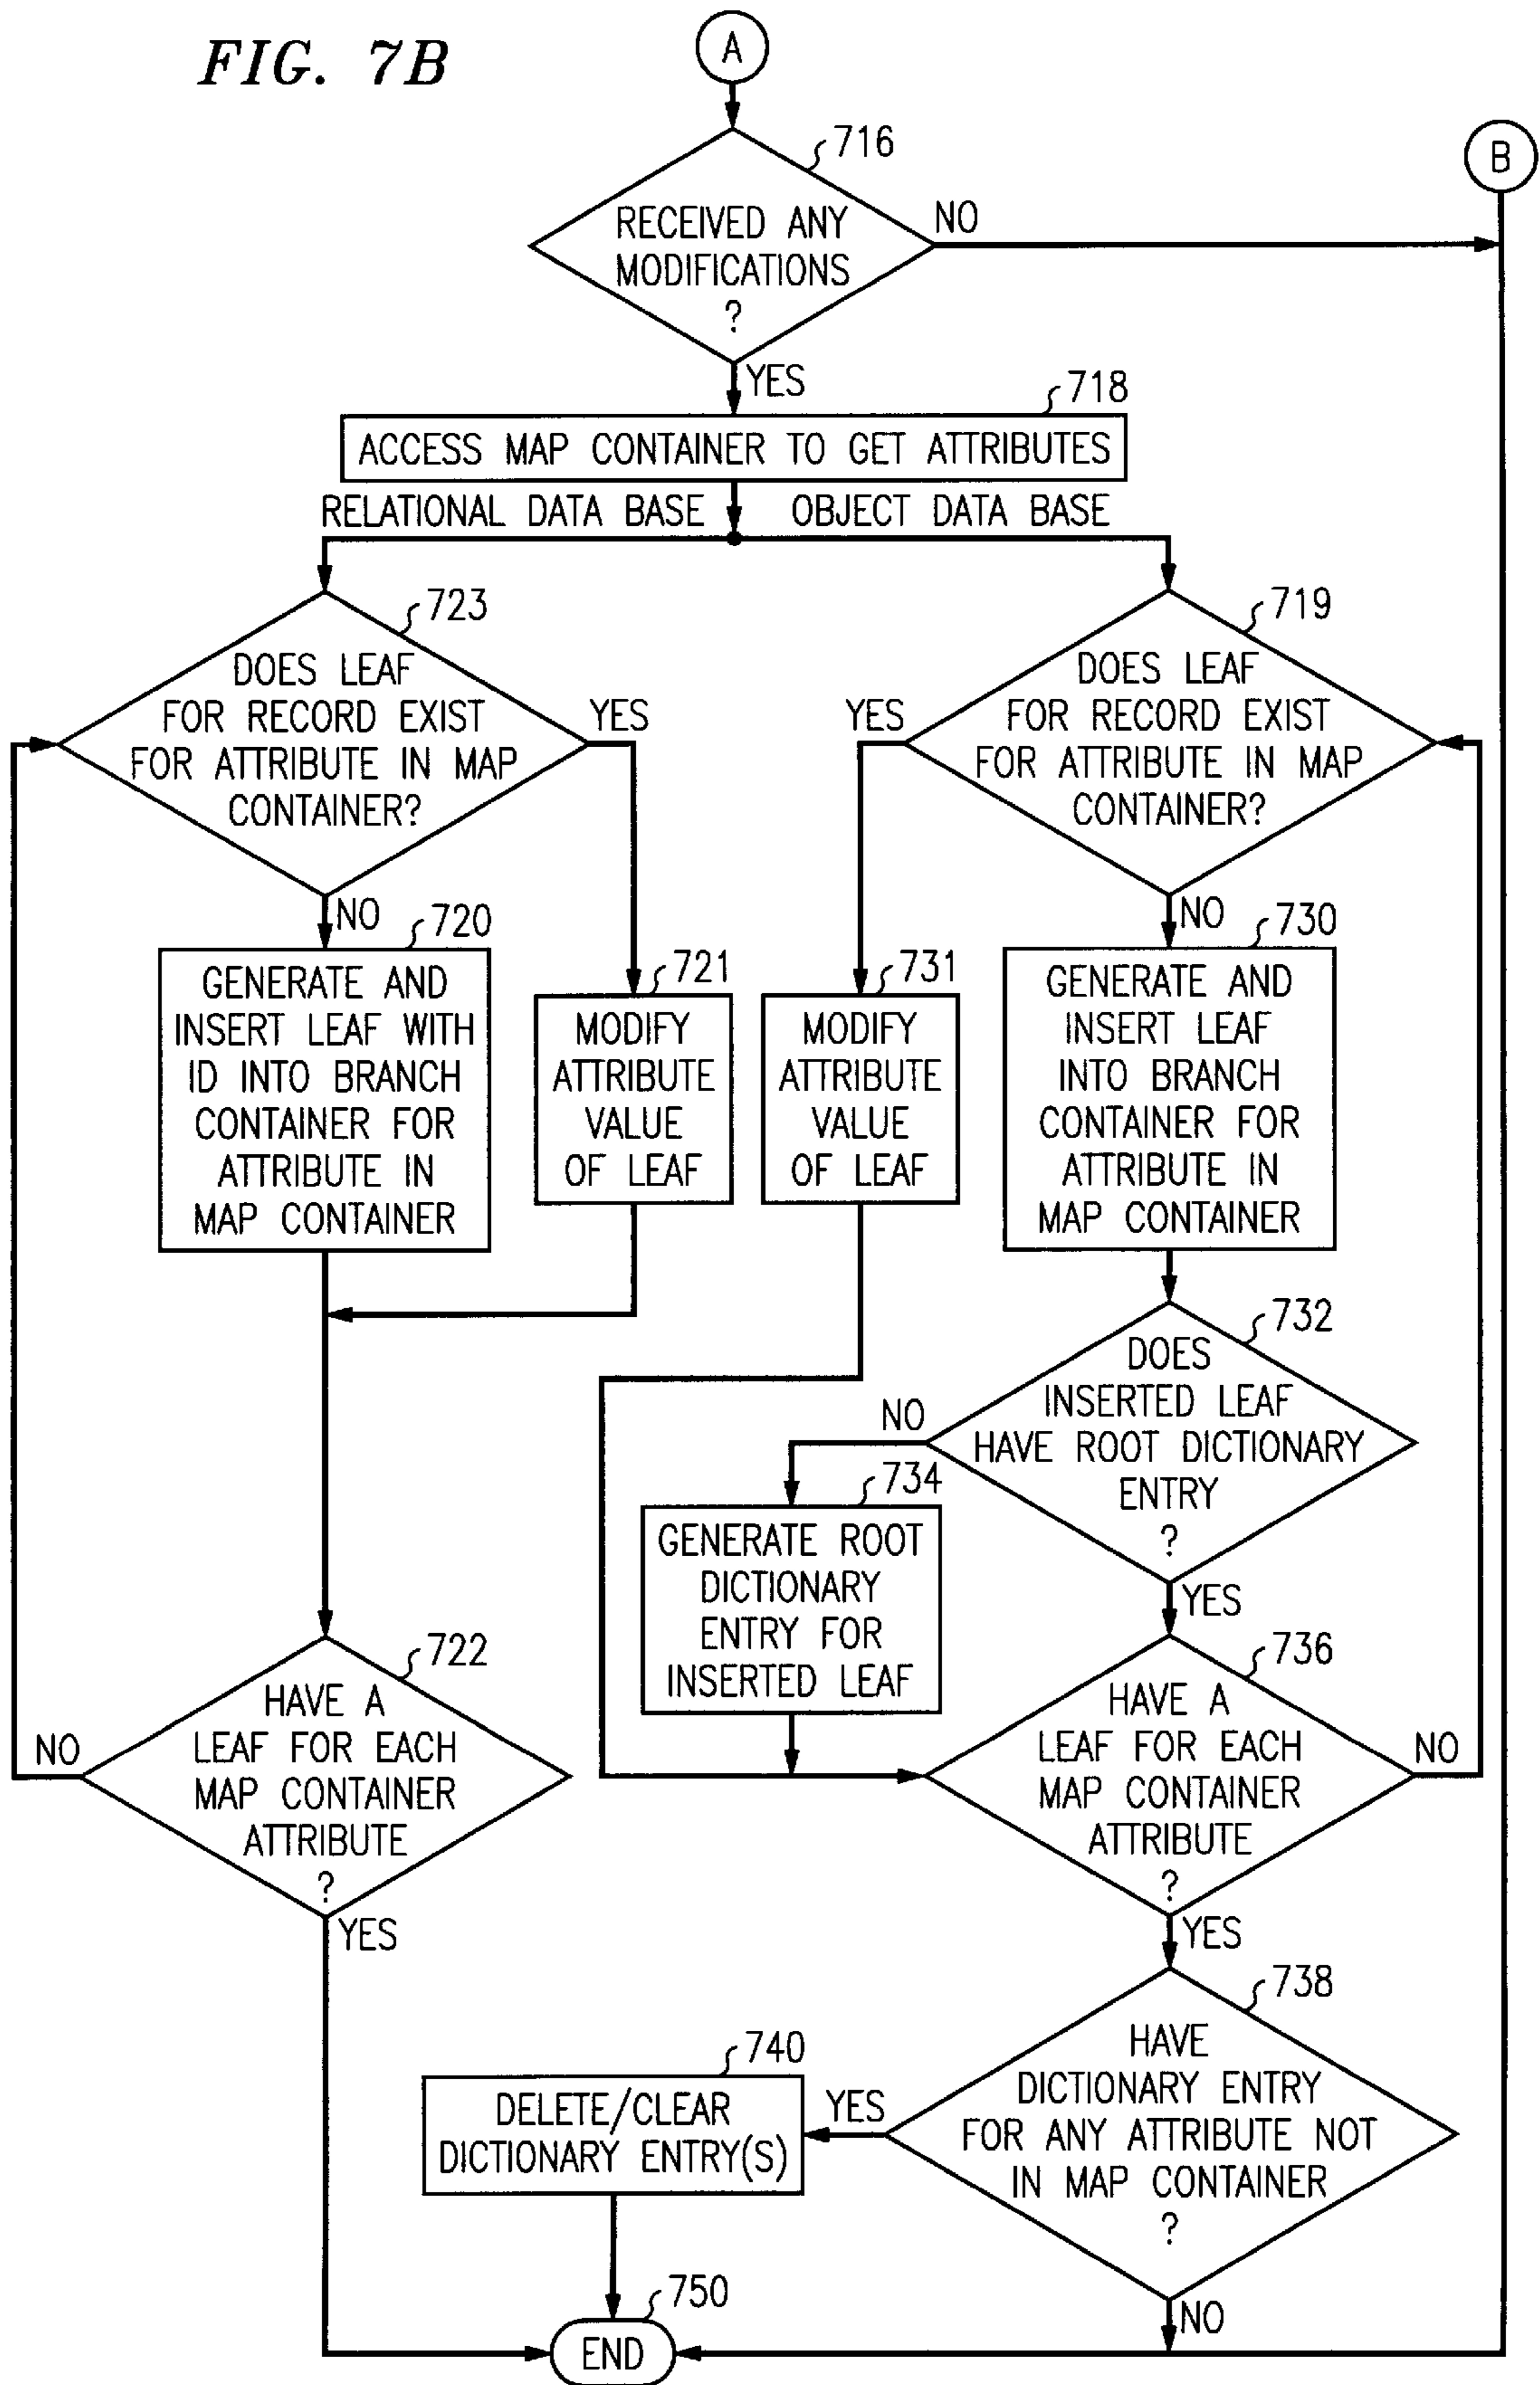 FIG. 7B
A
B
716
RECEIVED ANY
MODIFICATIONS
?
NO
YES
718
ACCESS MAP CONTAINER TO GET ATTRIBUTES
RELATIONAL DATA BASE
OBJECT DATA BASE
723
DOES LEAF
FOR RECORD EXIST
FOR ATTRIBUTE IN MAP
CONTAINER?
YES
NO
719
DOES LEAF
FOR RECORD EXIST
FOR ATTRIBUTE IN MAP
CONTAINER?
YES
NO
720
GENERATE AND
INSERT LEAF WITH
ID INTO BRANCH
CONTAINER FOR
ATTRIBUTE IN
MAP CONTAINER
721
MODIFY
ATTRIBUTE
VALUE
OF LEAF
731
MODIFY
ATTRIBUTE
VALUE
OF LEAF
730
GENERATE AND
INSERT LEAF
INTO BRANCH
CONTAINER FOR
ATTRIBUTE IN
MAP CONTAINER
732
DOES
INSERTED LEAF
HAVE ROOT DICTIONARY
ENTRY
?
NO
YES
734
GENERATE ROOT
DICTIONARY
ENTRY FOR
INSERTED LEAF
722
HAVE A
LEAF FOR EACH
MAP CONTAINER
ATTRIBUTE
?
NO
YES
736
HAVE A
LEAF FOR EACH
MAP CONTAINER
ATTRIBUTE
?
NO
YES
738
HAVE
DICTIONARY ENTRY
FOR ANY ATTRIBUTE NOT
IN MAP CONTAINER
?
YES
NO
740
DELETE/CLEAR
DICTIONARY ENTRY(S)
750
END